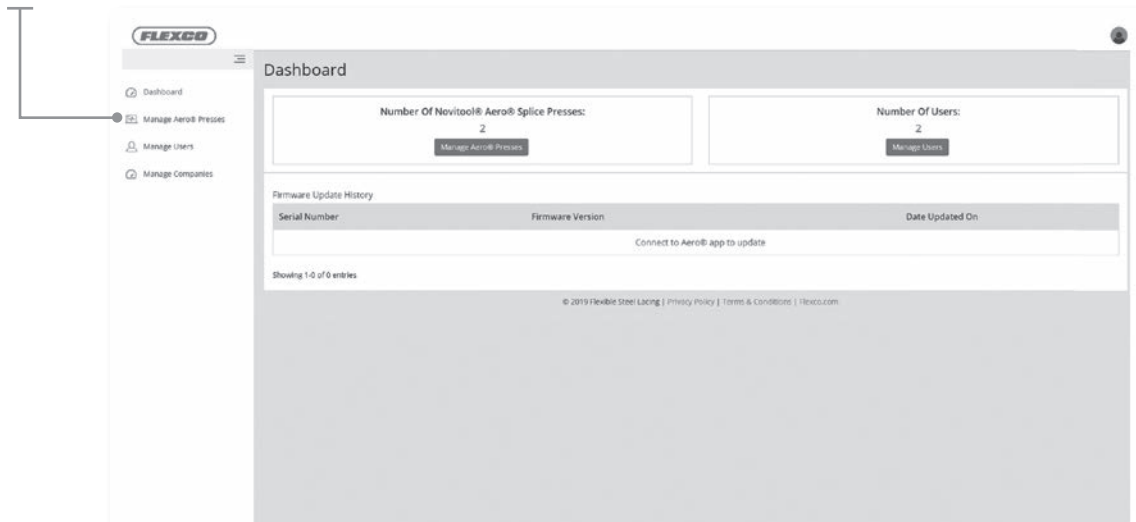 FLEXCO
Dashboard
Dashboard
Manage Aero® Presses
Manage Users
Manage Companies
Number Of Novitool® Aero® Splice Presses:
2
Manage Aero® Presses
Number Of Users:
2
Manage Users
Firmware Update History
Serial Number Firmware Version Date Updated On
Connect to Aero® app to update
Showing 1-0 of 0 entries
© 2019 Flexible Steel Lacing | Privacy Policy | Terms & Conditions | Flexco.com